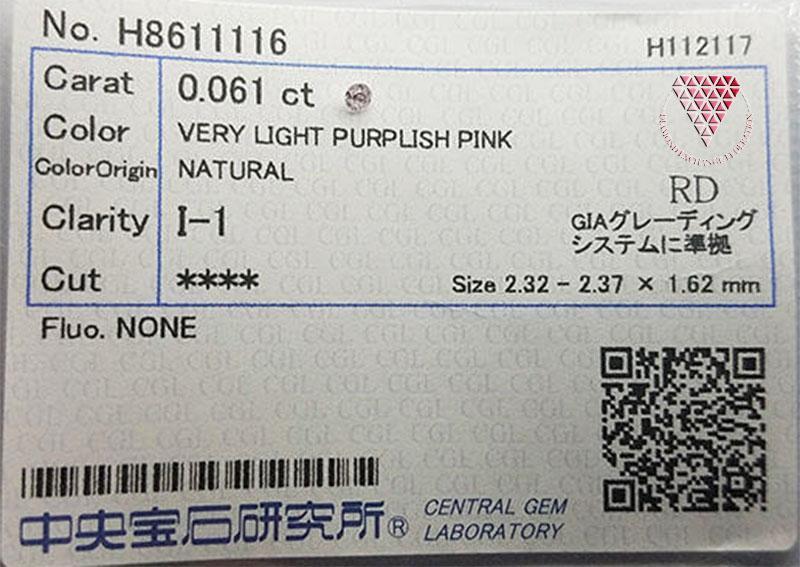 No. H8611116 H112117
Carat 0.061 ct
Color VERY LIGHT PURPLISH PINK
ColorOrigin NATURAL
RD
Clarity I-1
GIAグレーディング
システムに準拠
Cut **** Size 2.32 - 2.37 × 1.62 mm
Fluo. NONE
中央宝石研究所® CENTRAL GEM
LABORATORY